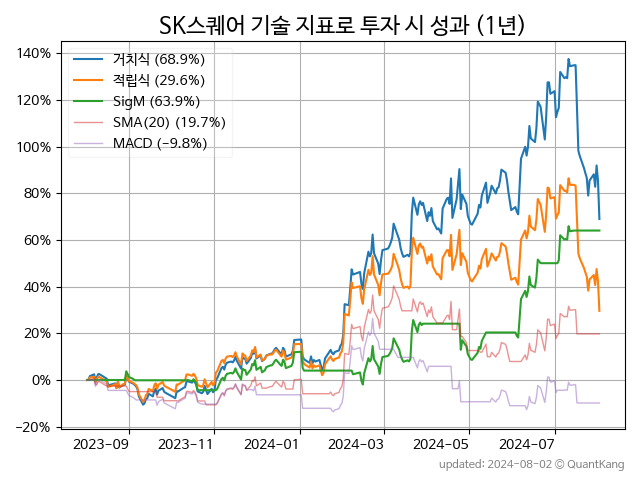 SK스퀘어 기술 지표로 투자 시 성과 (1년)
140%
120%
100%
80%
60%
40%
20%
0%
−20%
거치식 (68.9%)
적립식 (29.6%)
SigM (63.9%)
SMA(20) (19.7%)
MACD (−9.8%)
2023-09 2023-11 2024-01 2024-03 2024-05 2024-07
updated: 2024-08-02 © QuantKang